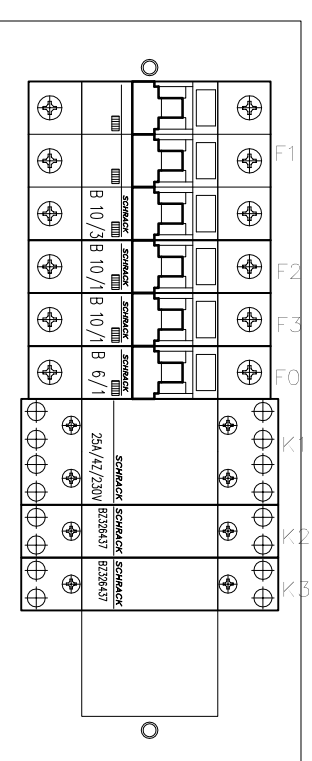 F1
B 10/3
SCHRACK
B 10/1
SCHRACK
F2
B 10/1
SCHRACK
F3
B 6/1
SCHRACK
F0
25A/4Z/230V
SCHRACK
K1
BZ326437
SCHRACK
K2
BZ326437
SCHRACK
K3